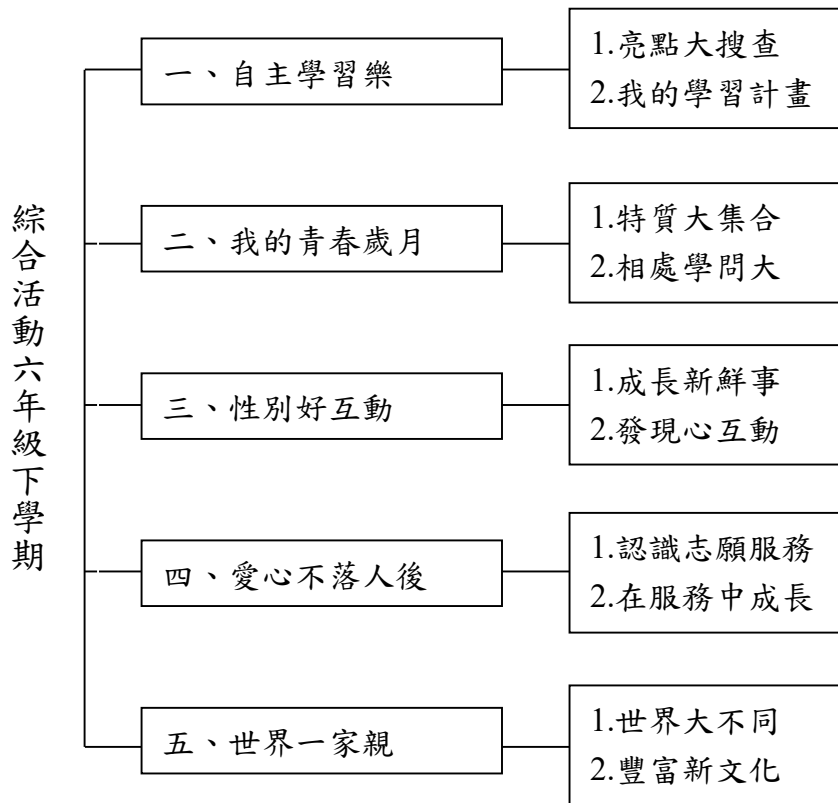 綜合活動六年級下學期
一、自主學習樂
1.亮點大搜查
2.我的學習計畫
二、我的青春歲月
1.特質大集合
2.相處學問大
三、性別好互動
1.成長新鮮事
2.發現心互動
四、愛心不落人後
1.認識志願服務
2.在服務中成長
五、世界一家親
1.世界大不同
2.豐富新文化